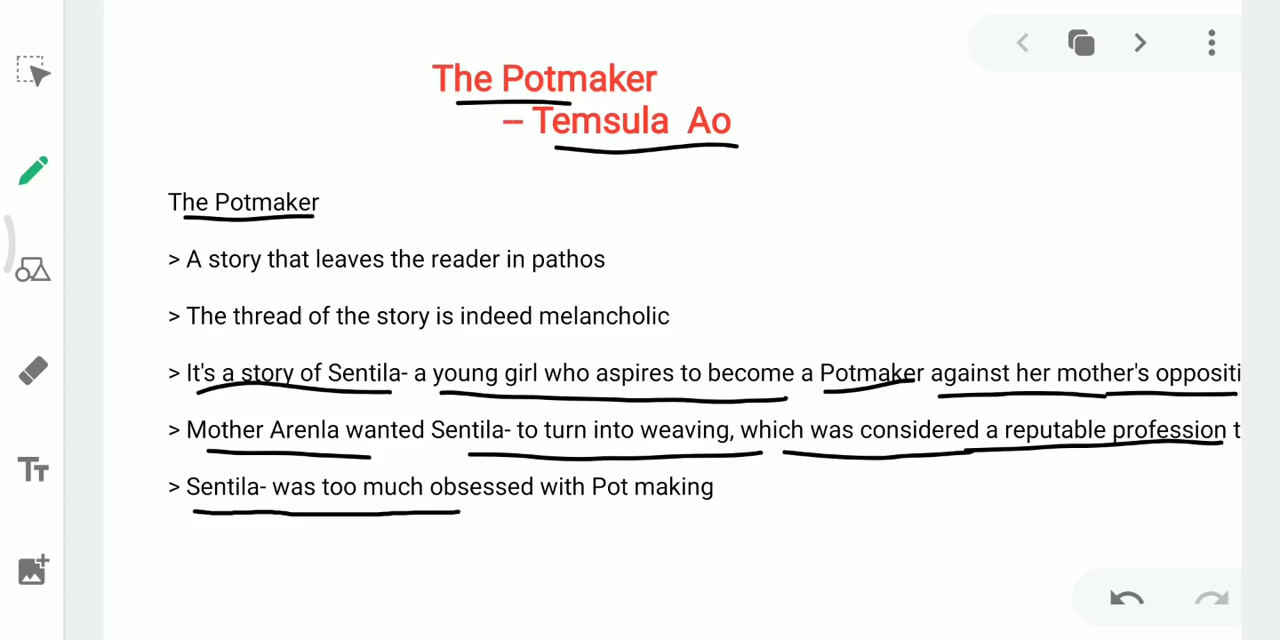 The Potmaker
-- Temsula Ao
The Potmaker
> A story that leaves the reader in pathos
> The thread of the story is indeed melancholic
> It's a story of Sentila- a young girl who aspires to become a Potmaker against her mother's oppositi
> Mother Arenla wanted Sentila- to turn into weaving, which was considered a reputable profession t
> Sentila- was too much obsessed with Pot making
Tт